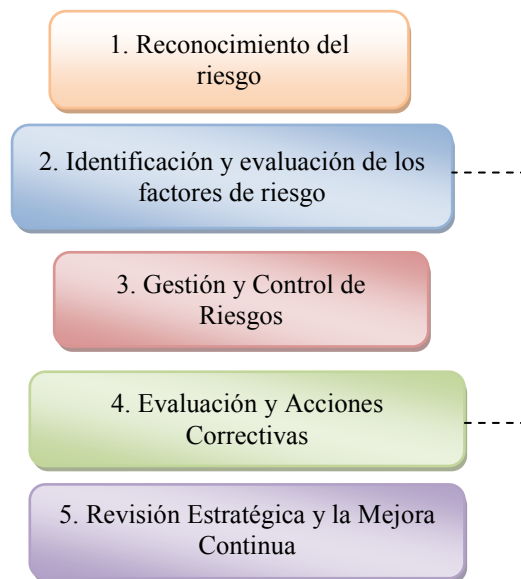 1. Reconocimiento del
riesgo
2. Identificación y evaluación de los
factores de riesgo
3. Gestión y Control de
Riesgos
4. Evaluación y Acciones
Correctivas
5. Revisión Estratégica y la Mejora
Continua